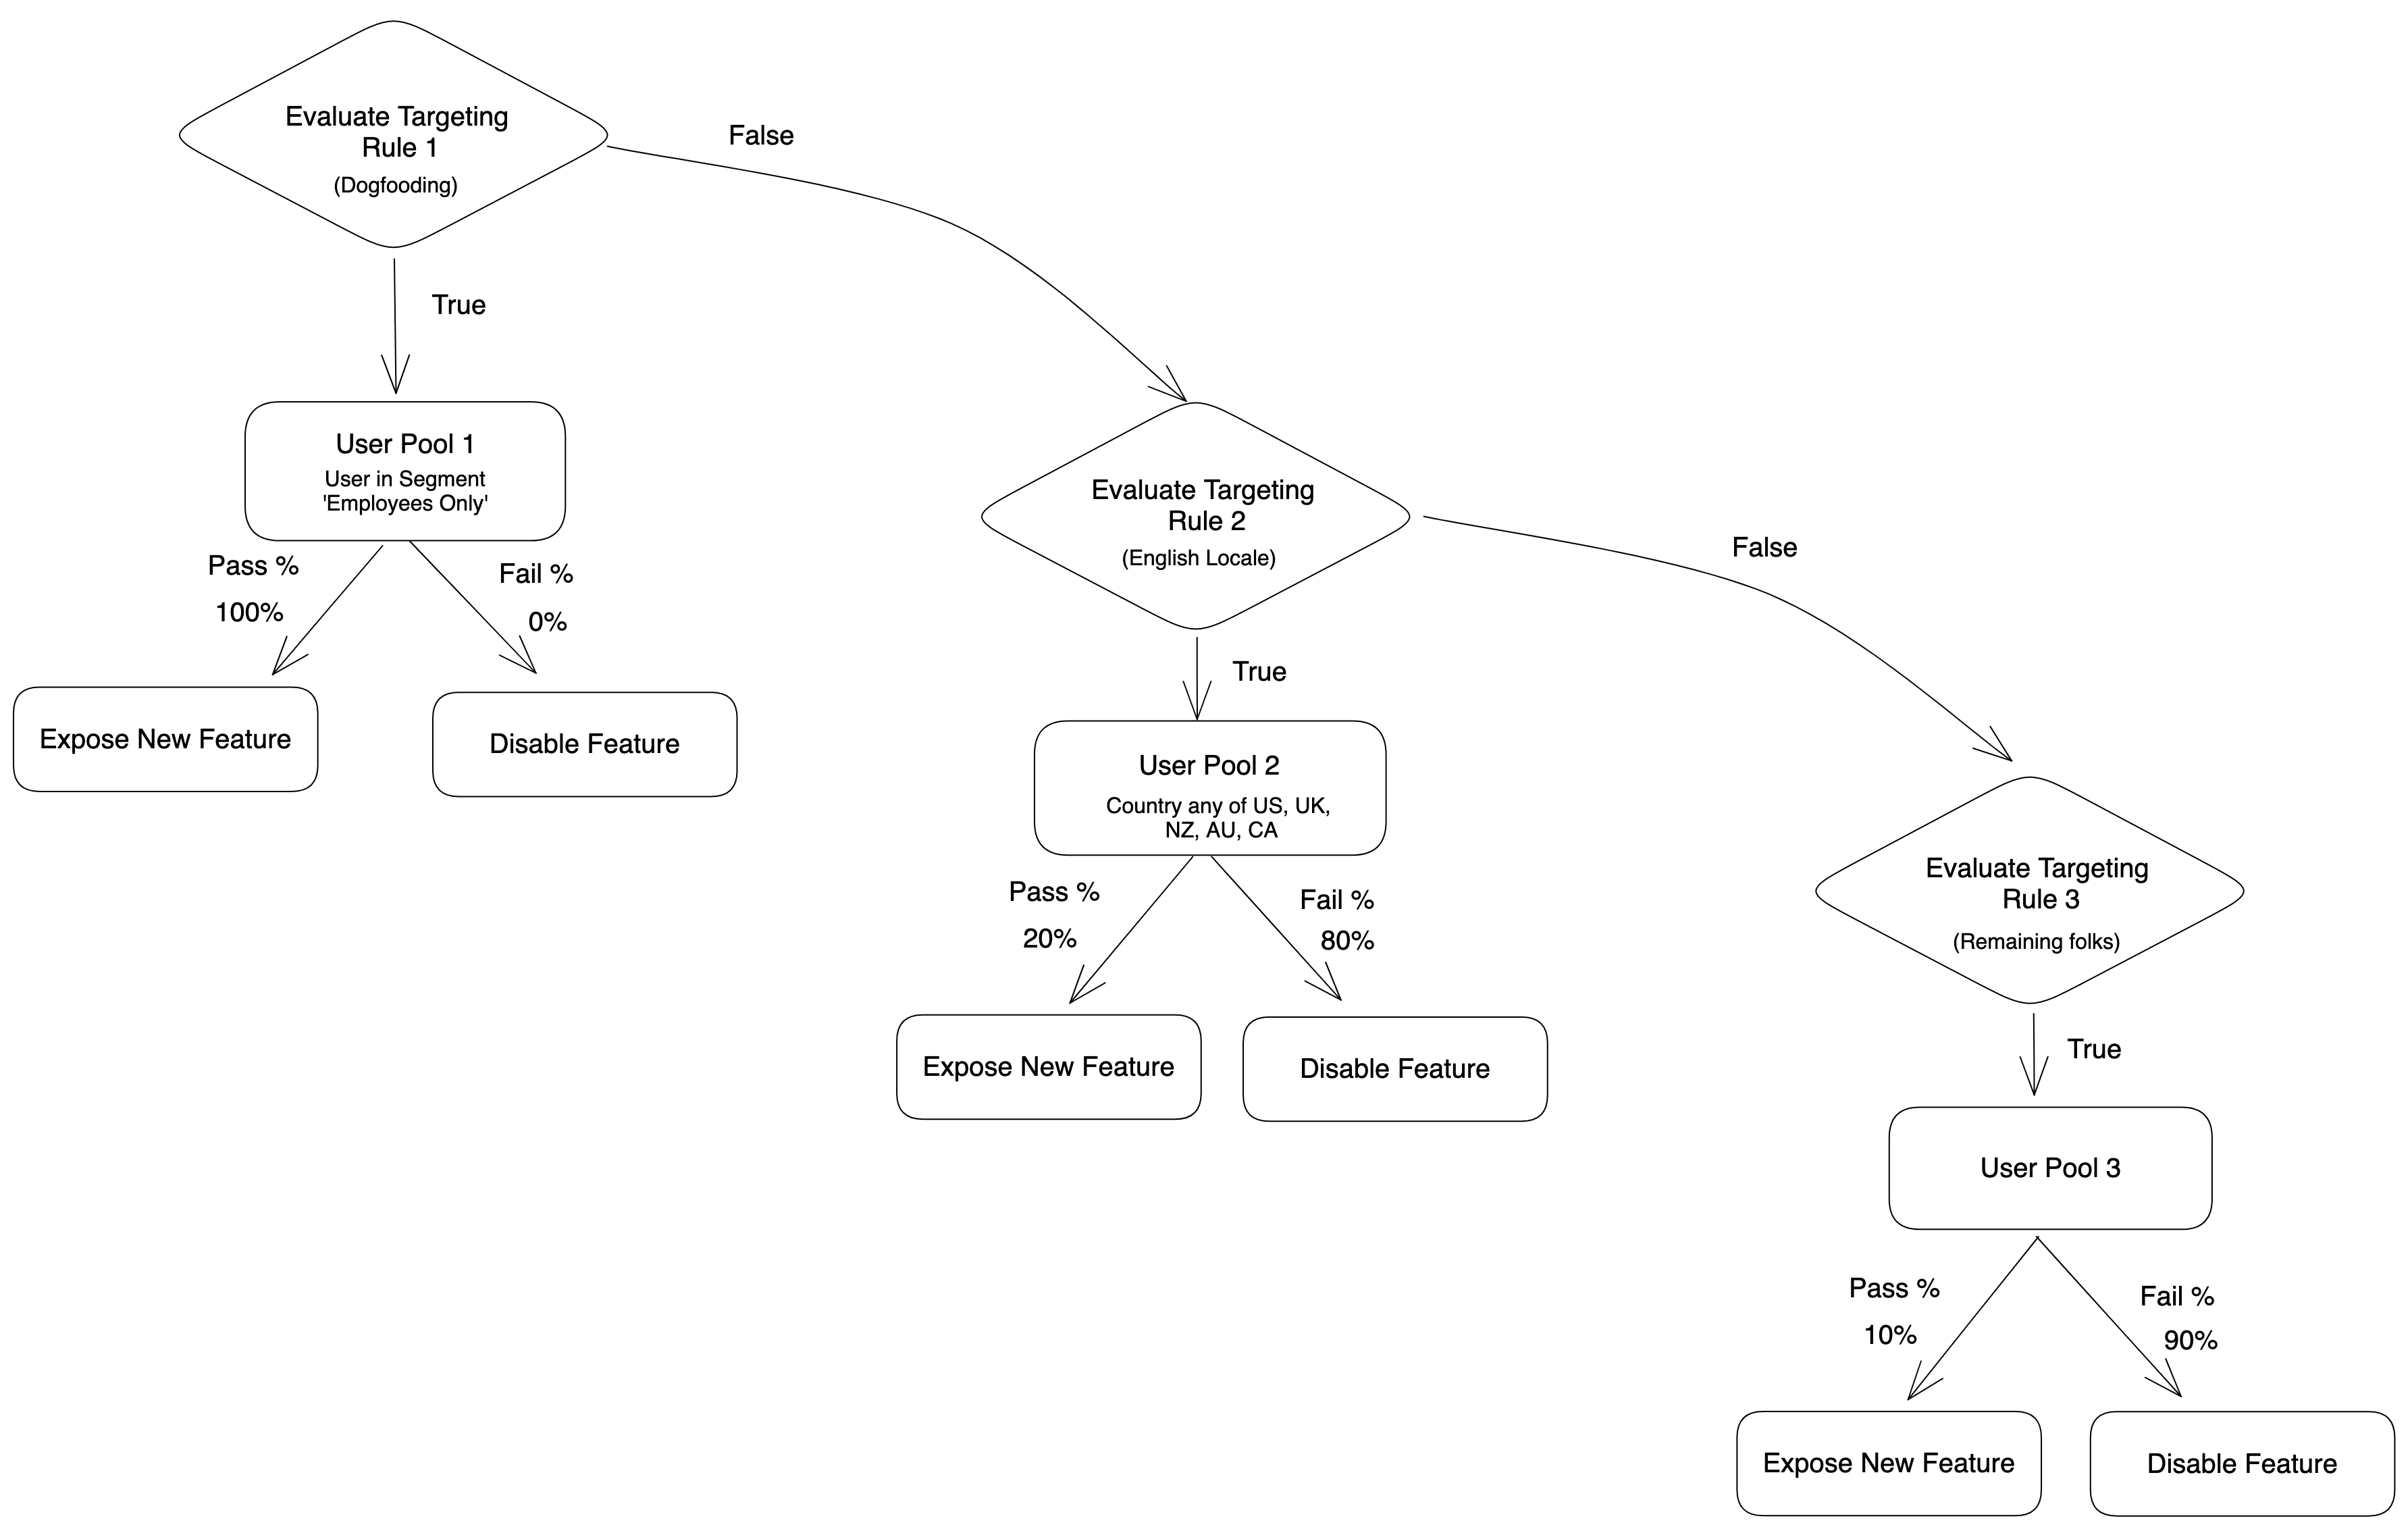 Evaluate Targeting
Rule 1
(Dogfooding)
False
True
User Pool 1
User in Segment
'Employees Only'
Pass %
100%
Fail %
0%
Expose New Feature
Disable Feature
Evaluate Targeting
Rule 2
(English Locale)
False
True
User Pool 2
Country any of US, UK,
NZ, AU, CA
Pass %
20%
Fail %
80%
Expose New Feature
Disable Feature
Evaluate Targeting
Rule 3
(Remaining folks)
True
User Pool 3
Pass %
10%
Fail %
90%
Expose New Feature
Disable Feature